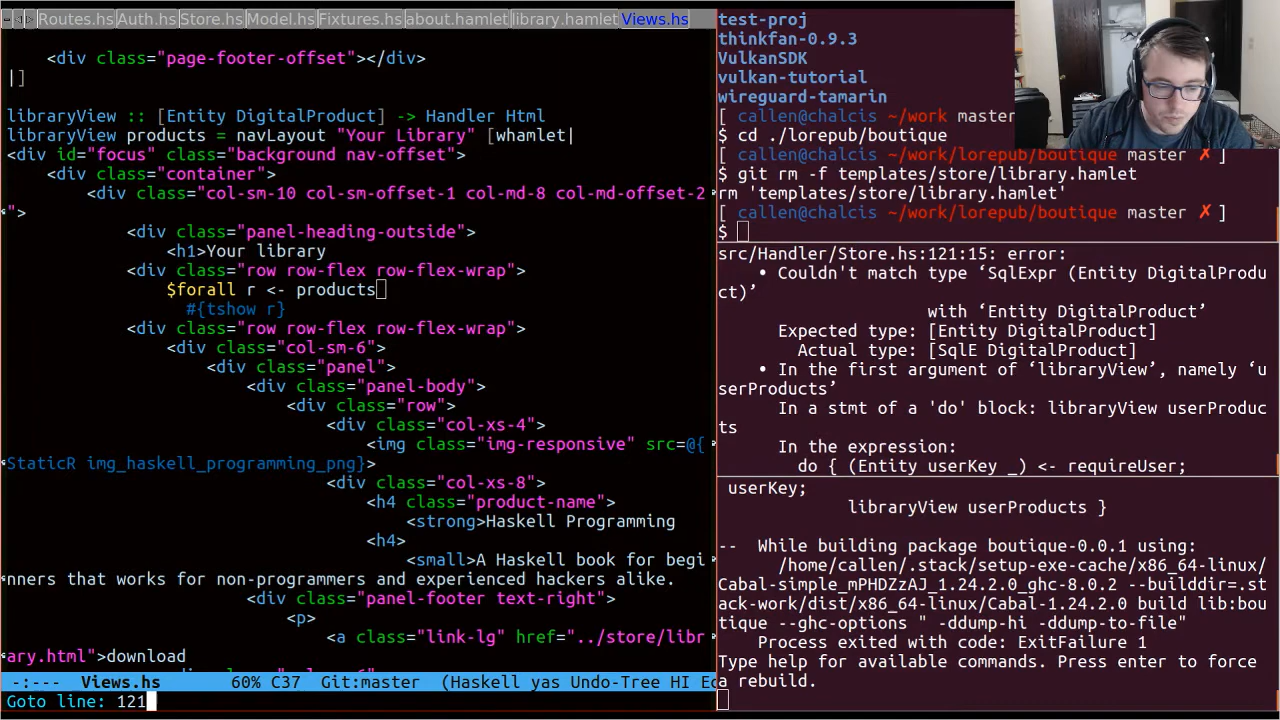 Routes.hs Auth.hs Store.hs Model.hs Fixtures.hs about.hamlet library.hamlet Views.hs
<div class="page-footer-offset"></div>
|]
libraryView :: [Entity DigitalProduct] -> Handler Html
libraryView products = navLayout "Your Library" [whamlet|
<div id="focus" class="background nav-offset">
<div class="container">
<div class="col-sm-10 col-sm-offset-1 col-md-8 col-md-offset-2
">
<div class="panel-heading-outside">
<h1>Your library
<div class="row row-flex row-flex-wrap">
$forall r <- products
#{tshow r}
<div class="row row-flex row-flex-wrap">
<div class="col-sm-6">
<div class="panel">
<div class="panel-body">
<div class="row">
<div class="col-xs-4">
<img class="img-responsive" src=@{
StaticR img_haskell_programming_png}>
<div class="col-xs-8">
<h4 class="product-name">
<strong>Haskell Programming
<h4>
<small>A Haskell book for begi
nners that works for non-programmers and experienced hackers alike.
<div class="panel-footer text-right">
<p>
<a class="link-lg" href="../store/libr
ary.html">download
-:--- Views.hs 60% C37 Git:master (Haskell yas Undo-Tree HI Ec
Goto line: 121
test-proj
thinkfan-0.9.3
VulkanSDK
vulkan-tutorial
wireguard-tamarin
[ callen@chalcis ~/work master
$ cd ./lorepub/boutique
[ callen@chalcis ~/work/lorepub/boutique master ✗ ]
$ git rm -f templates/store/library.hamlet
rm 'templates/store/library.hamlet'
[ callen@chalcis ~/work/lorepub/boutique master ✗ ]
$
src/Handler/Store.hs:121:15: error:
• Couldn't match type ‘SqlExpr (Entity DigitalProdu
ct)’
with ‘Entity DigitalProduct’
Expected type: [Entity DigitalProduct]
Actual type: [SqlE DigitalProduct]
• In the first argument of ‘libraryView’, namely ‘u
serProducts’
In a stmt of a 'do' block: libraryView userProduc
ts
In the expression:
do { (Entity userKey _) <- requireUser;
userKey;
libraryView userProducts }
-- While building package boutique-0.0.1 using:
/home/callen/.stack/setup-exe-cache/x86_64-linux/
Cabal-simple_mPHDZzAJ_1.24.2.0_ghc-8.0.2 --builddir=.st
ack-work/dist/x86_64-linux/Cabal-1.24.2.0 build lib:bou
tique --ghc-options " -ddump-hi -ddump-to-file"
Process exited with code: ExitFailure 1
Type help for available commands. Press enter to force
a rebuild.